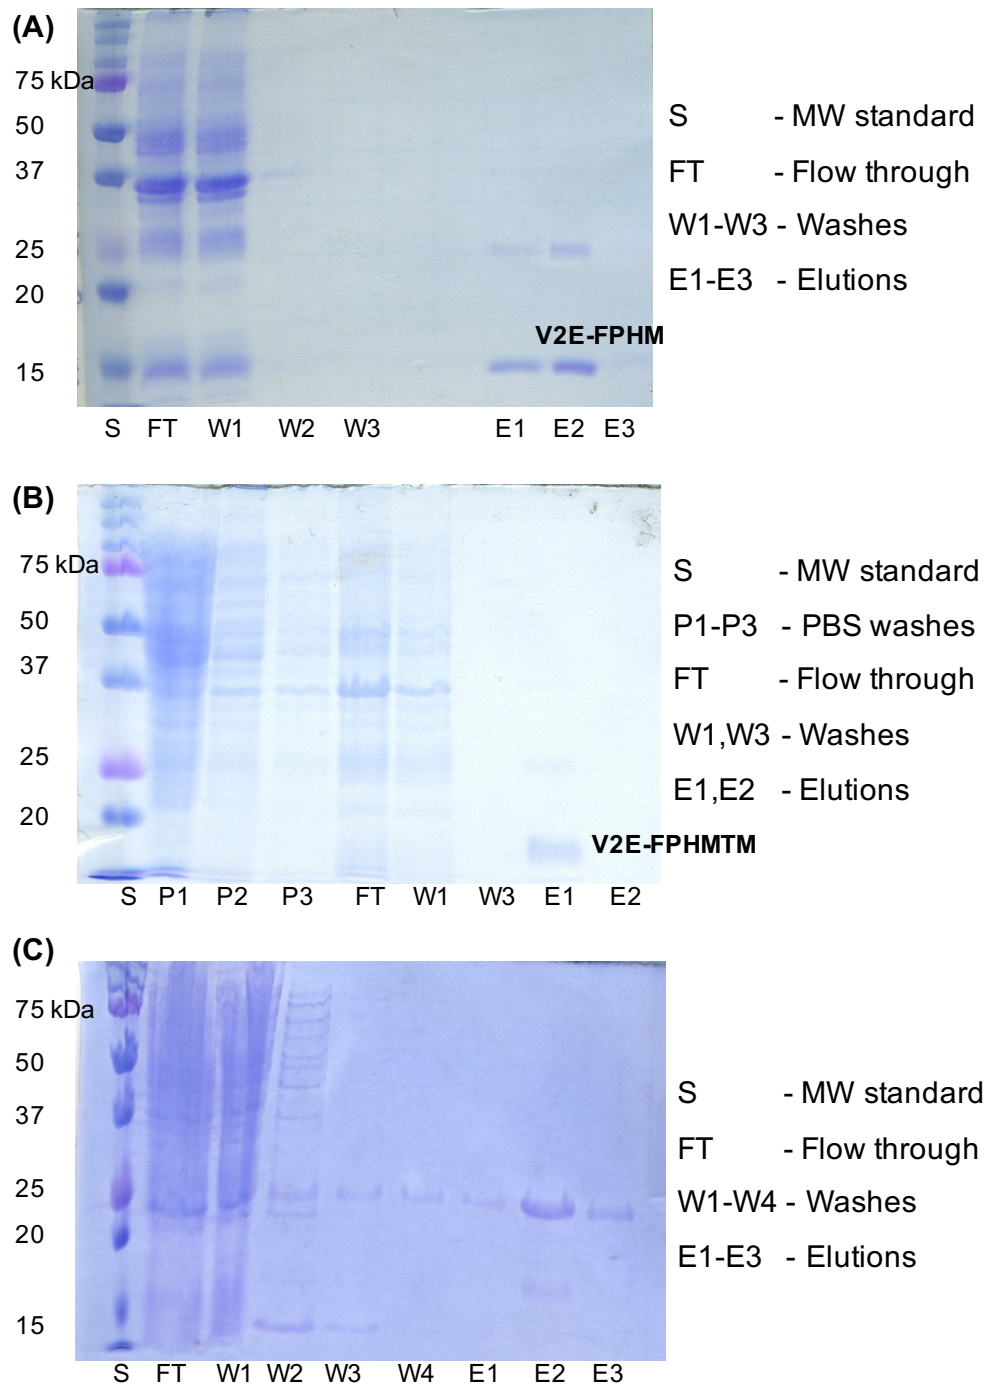 (A)
75 kDa
50
37
25
20
15
V2E-FPHM
S FT W1 W2 W3 E1 E2 E3
S - MW standard
FT - Flow through
W1-W3 - Washes
E1-E3 - Elutions
(B)
75 kDa
50
37
25
20
V2E-FPHMTM
S P1 P2 P3 FT W1 W3 E1 E2
S - MW standard
P1-P3 - PBS washes
FT - Flow through
W1,W3 - Washes
E1,E2 - Elutions
(C)
75 kDa
50
37
25
20
15
S FT W1 W2 W3 W4 E1 E2 E3
S - MW standard
FT - Flow through
W1-W4 - Washes
E1-E3 - Elutions